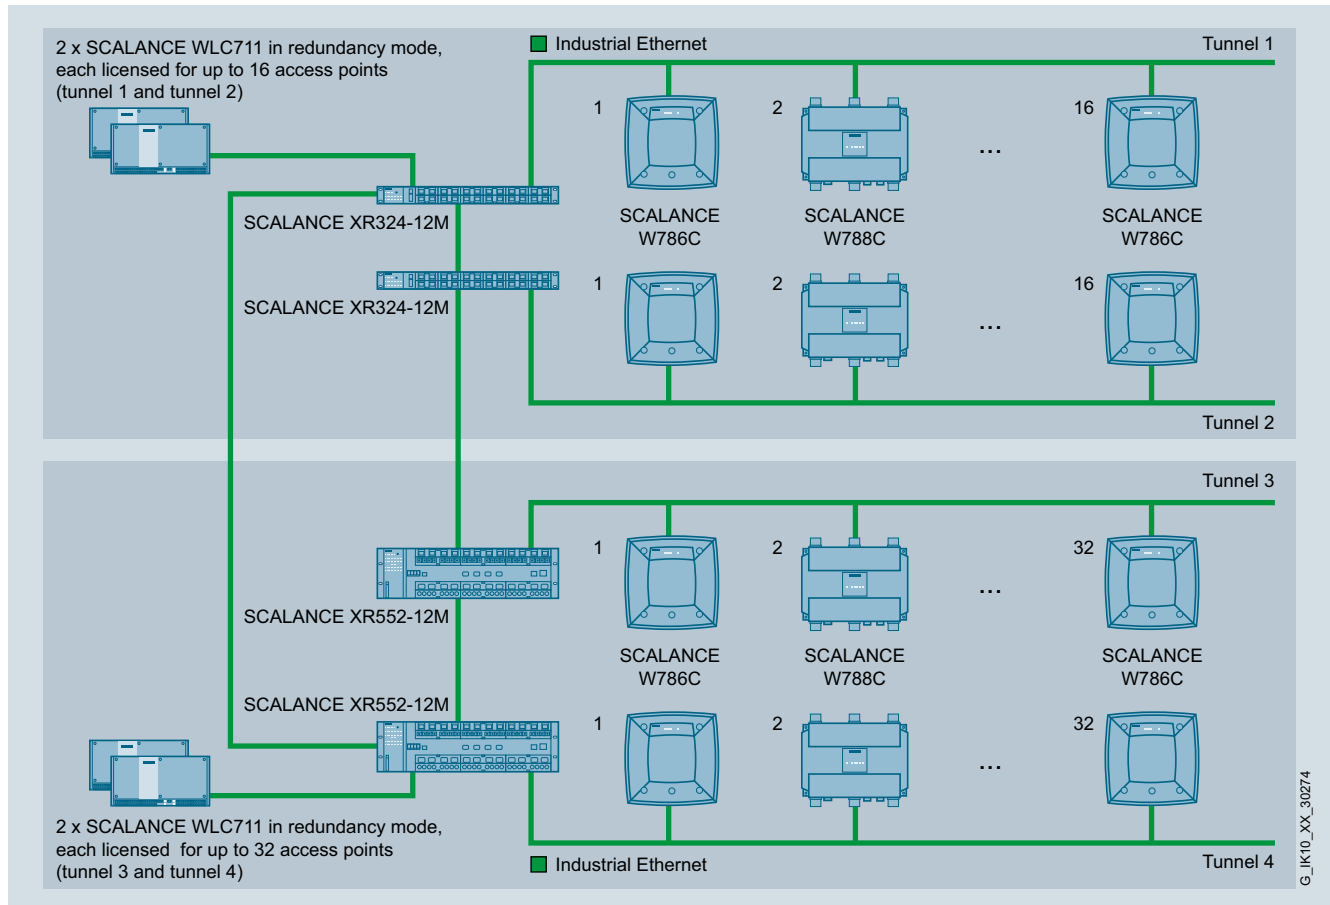 2 x SCALANCE WLC711 in redundancy mode,
each licensed for up to 16 access points
(tunnel 1 and tunnel 2)
Industrial Ethernet
Tunnel 1
1
2
...
16
SCALANCE XR324-12M
SCALANCE
W786C
SCALANCE
W788C
SCALANCE
W786C
SCALANCE XR324-12M
1
2
...
16
Tunnel 2
Tunnel 3
1
2
...
32
SCALANCE XR552-12M
SCALANCE
W786C
SCALANCE
W788C
SCALANCE
W786C
SCALANCE XR552-12M
1
2
...
32
2 x SCALANCE WLC711 in redundancy mode,
each licensed  for up to 32 access points
(tunnel 3 and tunnel 4)
Industrial Ethernet
Tunnel 4
G_IK10_XX_30274